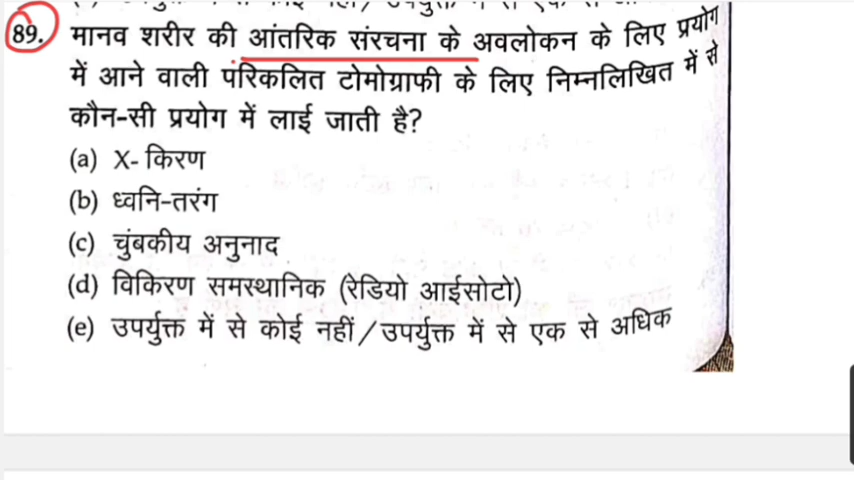 89. मानव शरीर की आंतरिक संरचना के अवलोकन के लिए प्रयोग
में आने वाली परिकलित टोमोग्राफी के लिए निम्नलिखित में से
कौन-सी प्रयोग में लाई जाती है?
(a) X- किरण
(b) ध्वनि-तरंग
(c) चुंबकीय अनुनाद
(d) विकिरण समस्थानिक (रेडियो आईसोटो)
(e) उपर्युक्त में से कोई नहीं/उपर्युक्त में से एक से अधिक